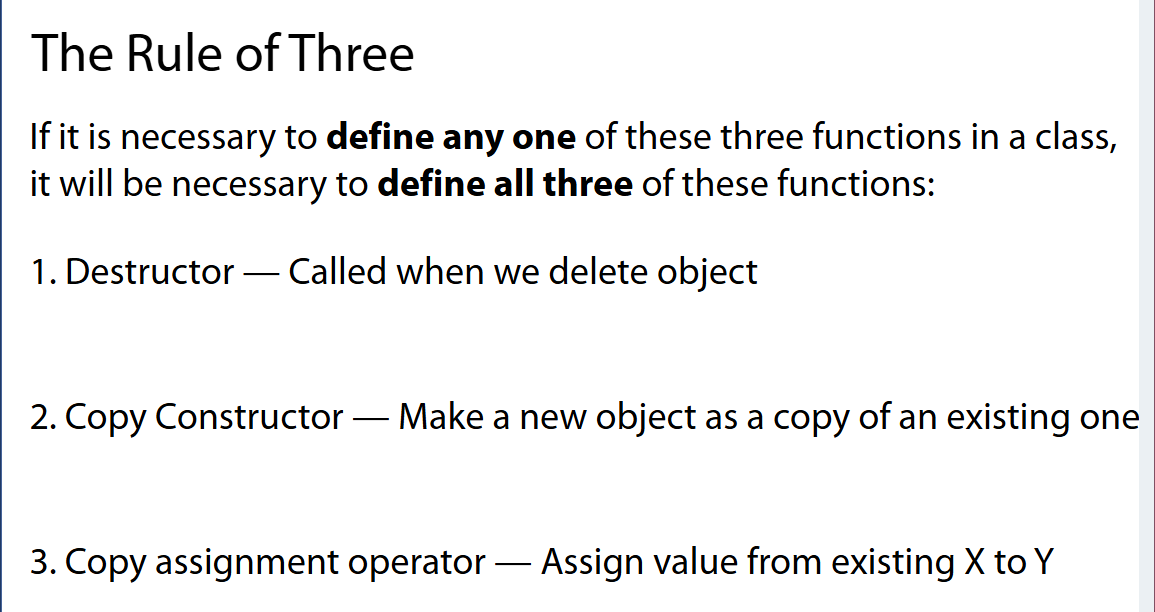 The Rule of Three
If it is necessary to define any one of these three functions in a class,
it will be necessary to define all three of these functions:
1. Destructor — Called when we delete object
2. Copy Constructor — Make a new object as a copy of an existing one
3. Copy assignment operator — Assign value from existing X to Y